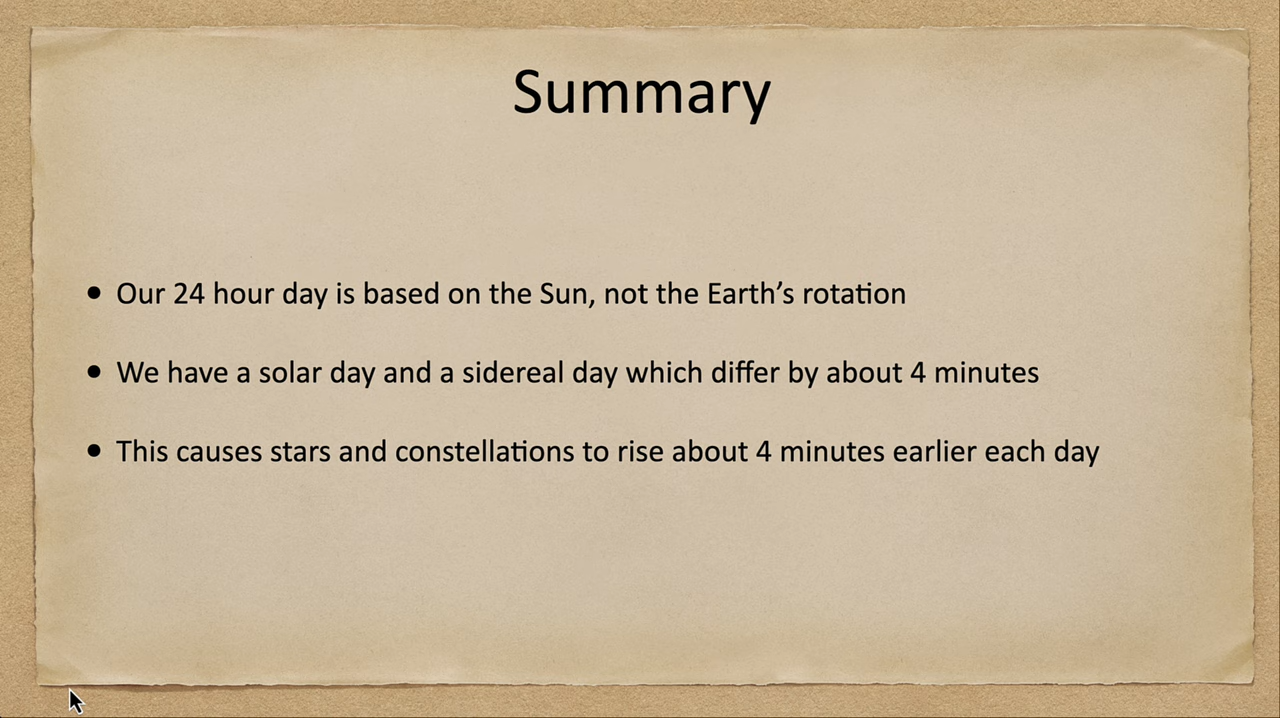 Summary
• Our 24 hour day is based on the Sun, not the Earth’s rotation
• We have a solar day and a sidereal day which differ by about 4 minutes
• This causes stars and constellations to rise about 4 minutes earlier each day